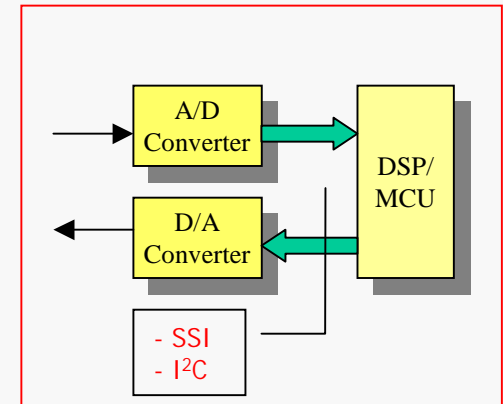 A/D
Converter
DSP/
MCU
D/A
Converter
- SSI
- I²C